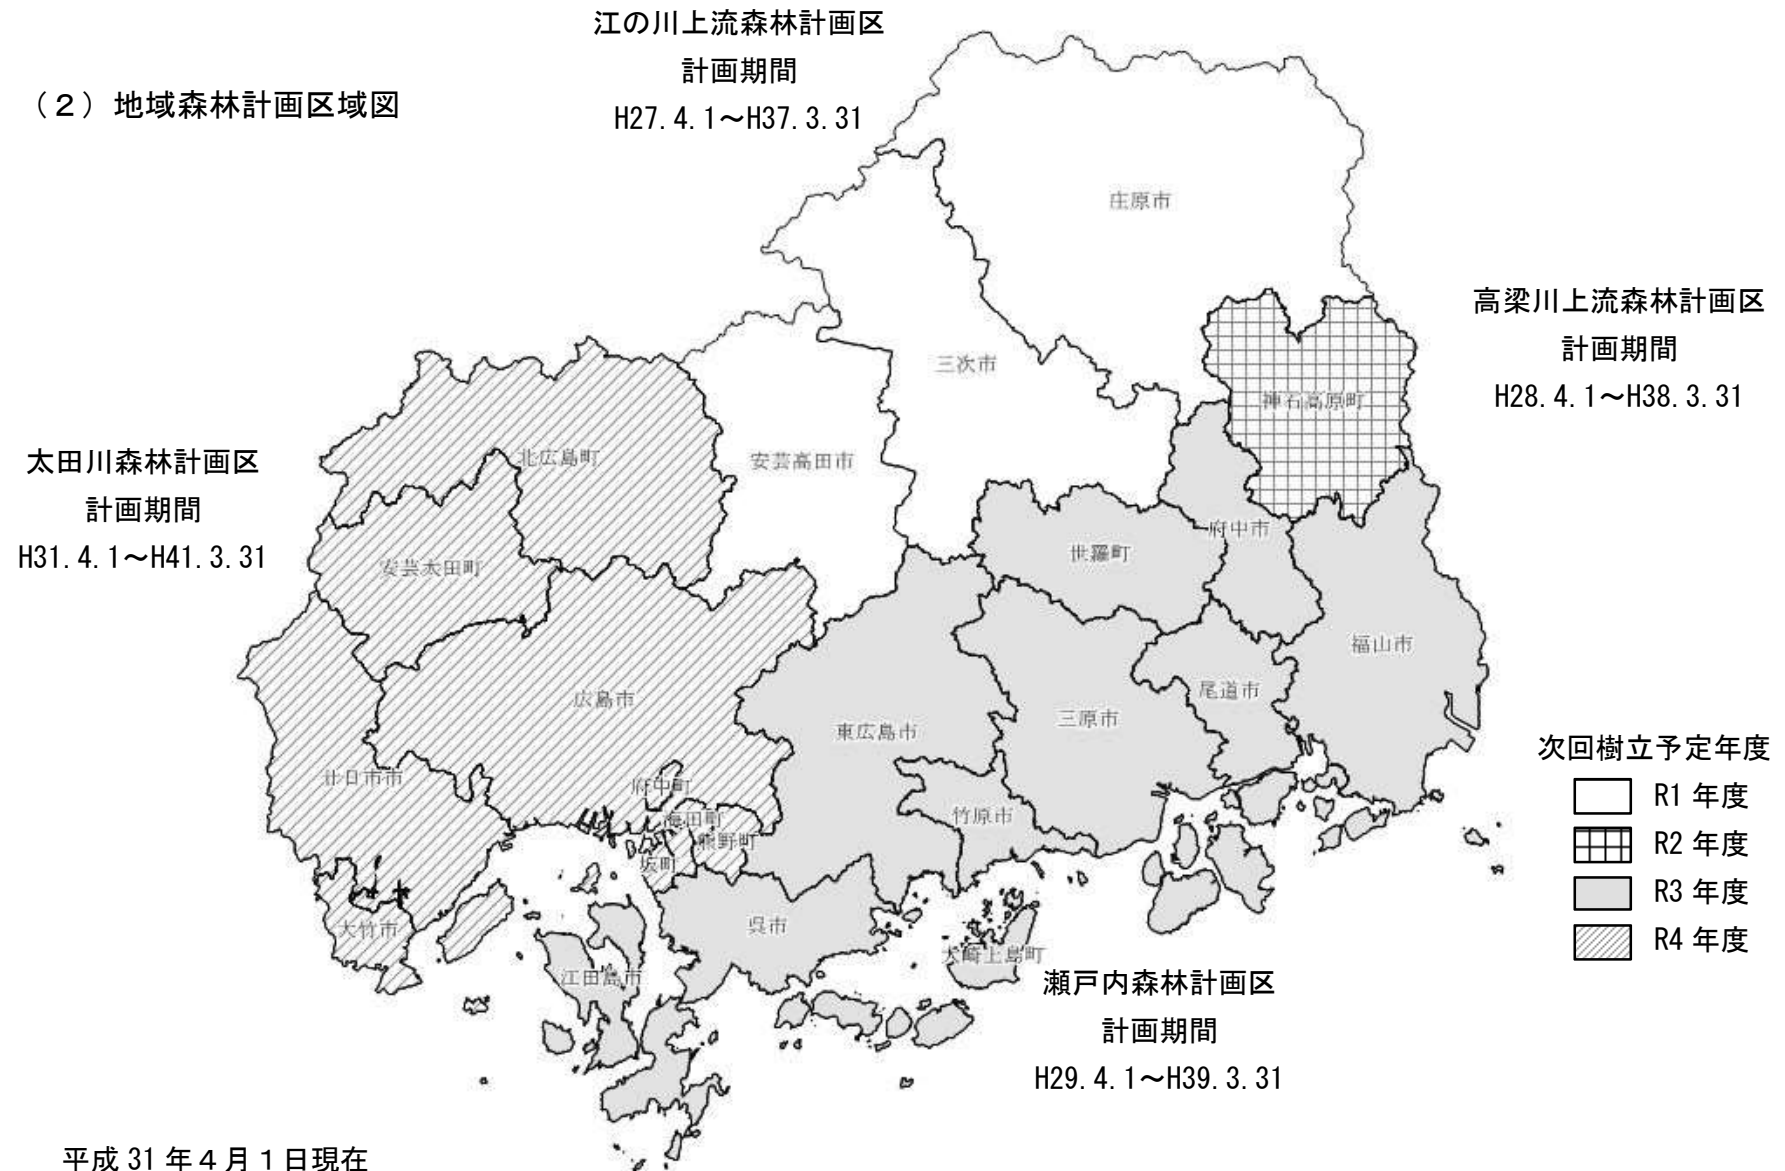 江の川上流森林計画区
計画期間
H27.4.1～H37.3.31
（２）地域森林計画区域図
庄原市
高梁川上流森林計画区
計画期間
H28.4.1～H38.3.31
三次市
神石高原町
太田川森林計画区
計画期間
H31.4.1～H41.3.31
北広島町
安芸高田市
府中市
世羅町
安芸太田町
福山市
尾道市
広島市
三原市
東広島市
廿日市市
府中町
海田町
竹原市
熊野町
坂町
次回樹立予定年度
R1 年度
R2 年度
R3 年度
R4 年度
大竹市
呉市
大崎上島町
江田島市
瀬戸内森林計画区
計画期間
H29.4.1～H39.3.31
平成 31 年４月１日現在